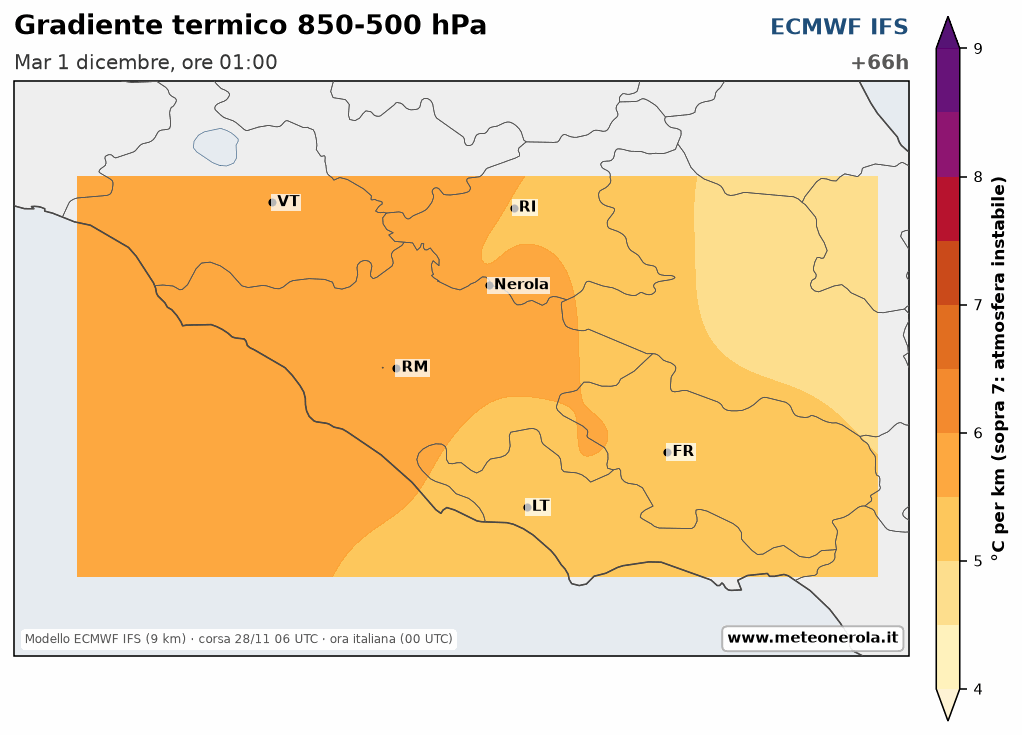 Gradiente termico 850-500 hPa
ECMWF IFS
Mar 1 dicembre, ore 01:00
+66h
VT
RI
Nerola
RM
FR
LT
9
8
7
6
5
4
°C per km (sopra 7: atmosfera instabile)
Modello ECMWF IFS (9 km) · corsa 28/11 06 UTC · ora italiana (00 UTC)
www.meteonerola.it